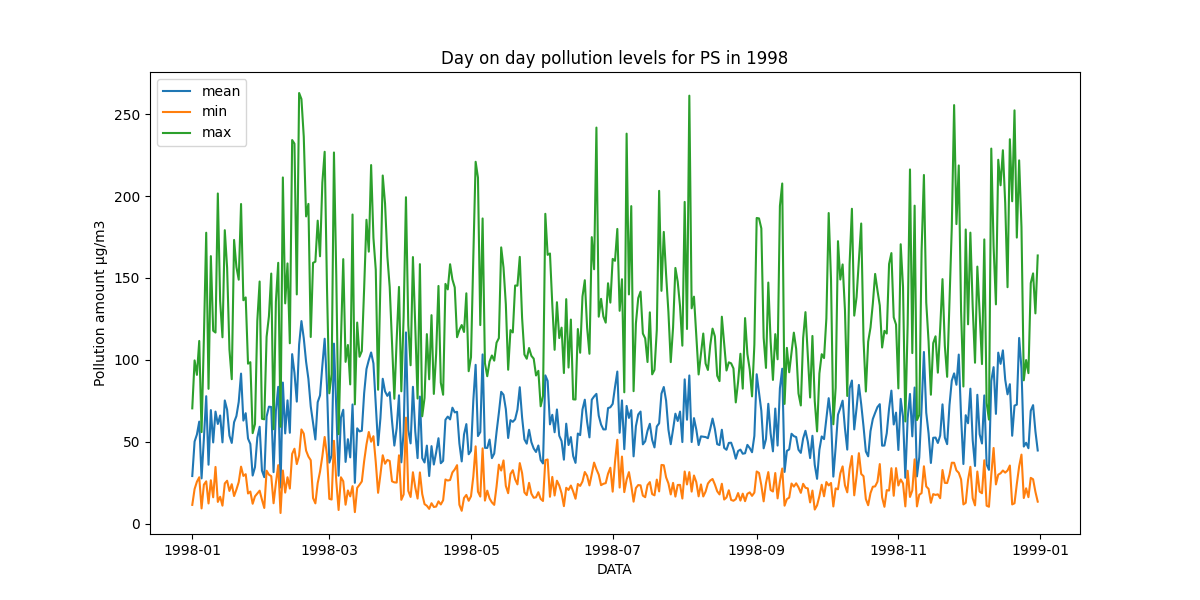 Day on day pollution levels for PS in 1998
mean
min
max
Pollution amount µg/m3
250
200
150
100
50
0
1998-01
1998-03
1998-05
1998-07
1998-09
1998-11
1999-01
DATA